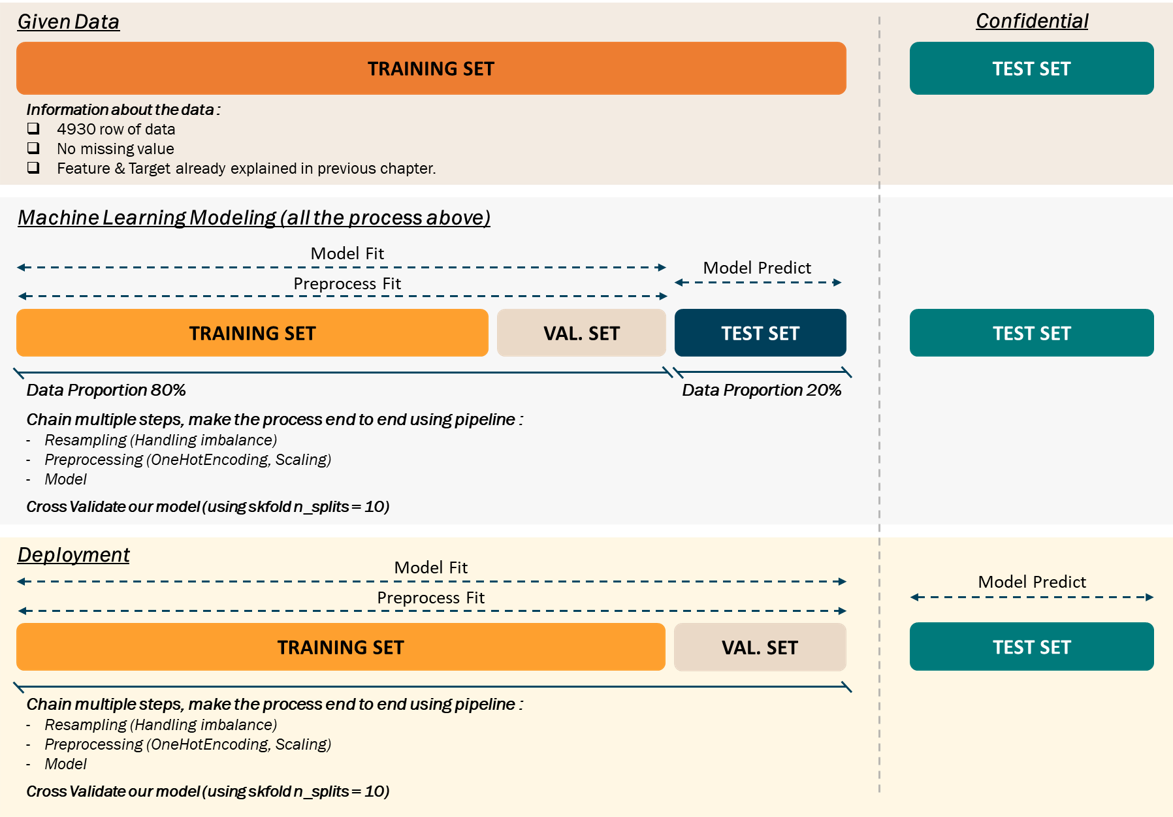 Given Data
Confidential
TRAINING SET
TEST SET
Information about the data :
❑ 4930 row of data
❑ No missing value
❑ Feature & Target already explained in previous chapter.
Machine Learning Modeling (all the process above)
Model Fit
Model Predict
Preprocess Fit
TRAINING SET
VAL. SET
TEST SET
TEST SET
Data Proportion 80%
Data Proportion 20%
Chain multiple steps, make the process end to end using pipeline :
- Resampling (Handling imbalance)
- Preprocessing (OneHotEncoding, Scaling)
- Model
Cross Validate our model (using skfold n_splits = 10)
Deployment
Model Fit
Model Predict
Preprocess Fit
TRAINING SET
VAL. SET
TEST SET
Chain multiple steps, make the process end to end using pipeline :
- Resampling (Handling imbalance)
- Preprocessing (OneHotEncoding, Scaling)
- Model
Cross Validate our model (using skfold n_splits = 10)